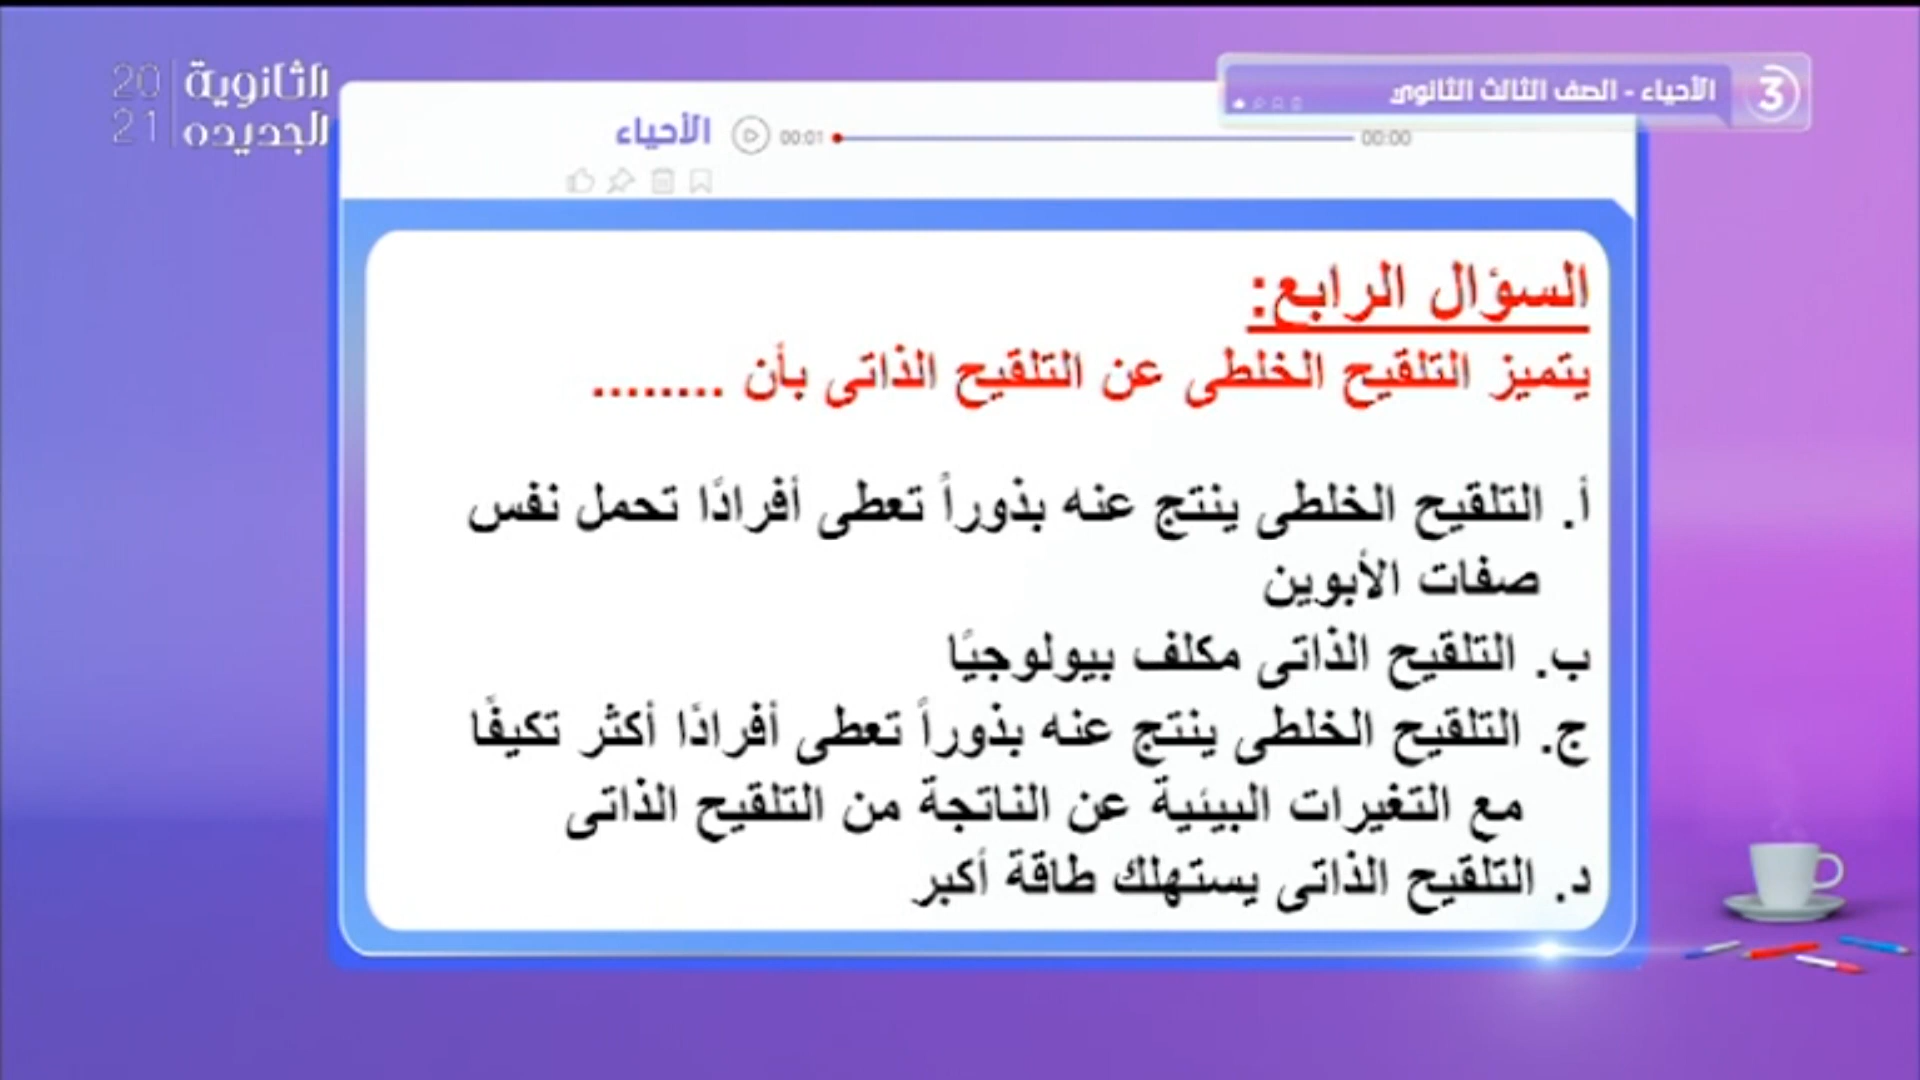 20 الثانوية
21 الجديده
3 الأحياء - الصف الثالث الثانوى
الأحياء 00:01 00:00
السؤال الرابع:
يتميز التلقيح الخلطى عن التلقيح الذاتى بأن ........
أ. التلقيح الخلطى ينتج عنه بذوراً تعطى أفرادًا تحمل نفس
صفات الأبوين
ب. التلقيح الذاتى مكلف بيولوجيًا
ج. التلقيح الخلطى ينتج عنه بذوراً تعطى أفرادًا أكثر تكيفًا
مع التغيرات البيئية عن الناتجة من التلقيح الذاتى
د. التلقيح الذاتى يستهلك طاقة أكبر